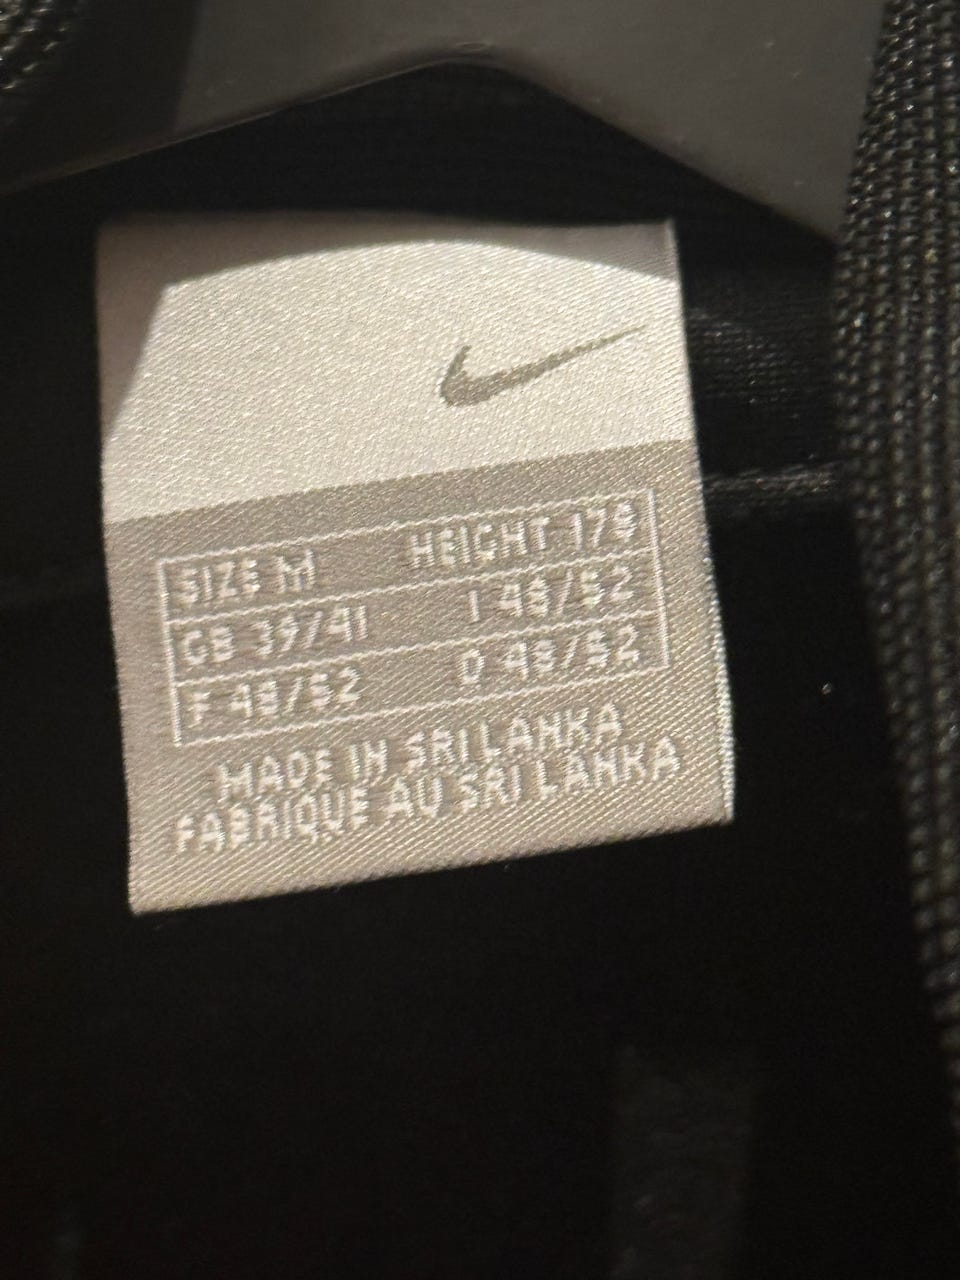 SIZE M HEIGHT 178
GB 39/41 I 48/52
F 48/52 D 48/52
MADE IN SRI LANKA
FABRIQUE AU SRI LANKA